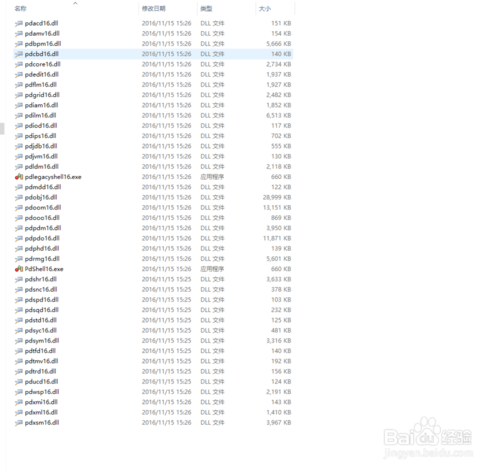 名称 修改日期 类型 大小
pdacd16.dll 2016/11/15 15:26 DLL 文件 151 KB
pdamv16.dll 2016/11/15 15:26 DLL 文件 154 KB
pdbpm16.dll 2016/11/15 15:26 DLL 文件 5,666 KB
pdcbd16.dll 2016/11/15 15:26 DLL 文件 140 KB
pdcore16.dll 2016/11/15 15:26 DLL 文件 2,734 KB
pdedit16.dll 2016/11/15 15:26 DLL 文件 1,937 KB
pdflm16.dll 2016/11/15 15:26 DLL 文件 1,927 KB
pdgrid16.dll 2016/11/15 15:26 DLL 文件 2,482 KB
pdiam16.dll 2016/11/15 15:26 DLL 文件 1,852 KB
pdilm16.dll 2016/11/15 15:26 DLL 文件 6,513 KB
pdiod16.dll 2016/11/15 15:26 DLL 文件 117 KB
pdips16.dll 2016/11/15 15:26 DLL 文件 702 KB
pdjdb16.dll 2016/11/15 15:26 DLL 文件 555 KB
pdjvm16.dll 2016/11/15 15:26 DLL 文件 130 KB
pdldm16.dll 2016/11/15 15:26 DLL 文件 2,118 KB
pdlegacyshell16.exe 2016/11/15 15:26 应用程序 660 KB
pdmdd16.dll 2016/11/15 15:26 DLL 文件 122 KB
pdobj16.dll 2016/11/15 15:26 DLL 文件 28,999 KB
pdoom16.dll 2016/11/15 15:26 DLL 文件 13,151 KB
pdooo16.dll 2016/11/15 15:26 DLL 文件 869 KB
pdpdm16.dll 2016/11/15 15:26 DLL 文件 3,950 KB
pdpdo16.dll 2016/11/15 15:26 DLL 文件 11,871 KB
pdphd16.dll 2016/11/15 15:26 DLL 文件 139 KB
pdrmg16.dll 2016/11/15 15:26 DLL 文件 5,601 KB
PdShell16.exe 2016/11/15 15:26 应用程序 660 KB
pdshr16.dll 2016/11/15 15:25 DLL 文件 3,633 KB
pdsnc16.dll 2016/11/15 15:25 DLL 文件 378 KB
pdspd16.dll 2016/11/15 15:25 DLL 文件 103 KB
pdsqd16.dll 2016/11/15 15:25 DLL 文件 232 KB
pdstd16.dll 2016/11/15 15:25 DLL 文件 125 KB
pdsyc16.dll 2016/11/15 15:25 DLL 文件 481 KB
pdsym16.dll 2016/11/15 15:25 DLL 文件 3,316 KB
pdtfd16.dll 2016/11/15 15:25 DLL 文件 140 KB
pdtmv16.dll 2016/11/15 15:25 DLL 文件 192 KB
pdtrd16.dll 2016/11/15 15:25 DLL 文件 156 KB
pducd16.dll 2016/11/15 15:25 DLL 文件 124 KB
pdwsp16.dll 2016/11/15 15:26 DLL 文件 2,191 KB
pdxmi16.dll 2016/11/15 15:26 DLL 文件 143 KB
pdxml16.dll 2016/11/15 15:26 DLL 文件 1,410 KB
pdxsm16.dll 2016/11/15 15:26 DLL 文件 3,967 KB
Baidu 经验
jingyan.baidu.com